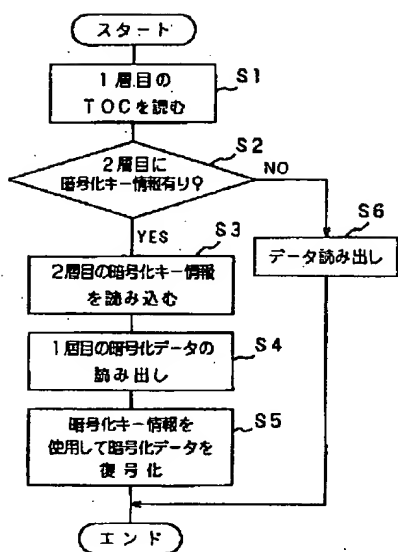 スタート
S1
1層目の
TOCを読む
S2
2層目に
暗号化キー情報有り?
NO
YES
S3
S6
データ読み出し
2層目の暗号化キー情報
を読み込む
S4
1層目の暗号化データの
読み出し
S5
暗号化キー情報を
使用して暗号化データを
復号化
エンド